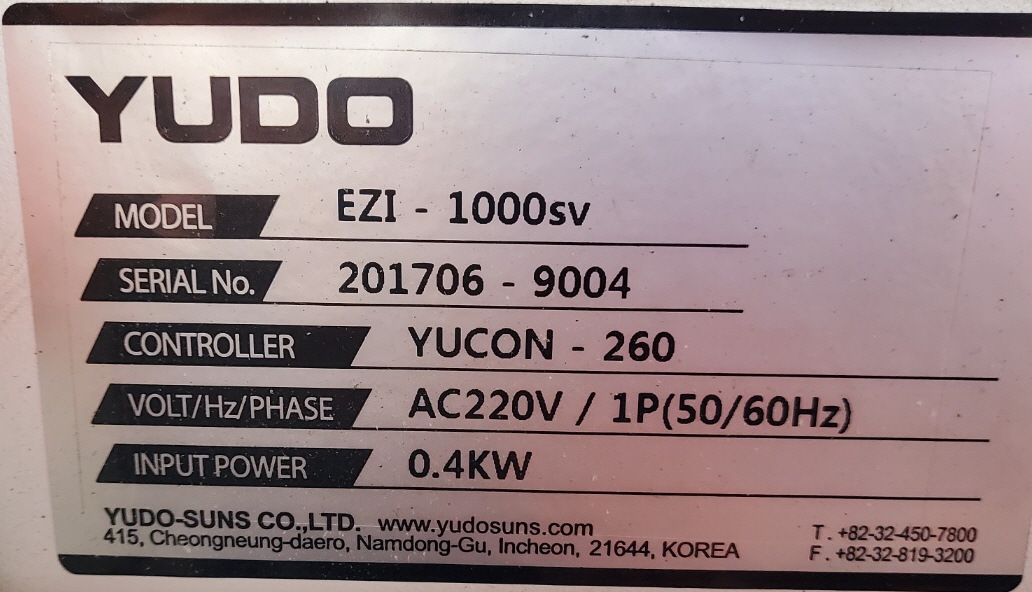 YUDO
MODEL EZI - 1000sv
SERIAL No. 201706 - 9004
CONTROLLER YUCON - 260
VOLT/Hz/PHASE AC220V / 1P(50/60Hz)
INPUT POWER 0.4KW
YUDO-SUNS CO.,LTD. www.yudosuns.com
415, Cheongneung-daero, Namdong-Gu, Incheon, 21644, KOREA
T. +82-32-450-7800
F. +82-32-819-3200